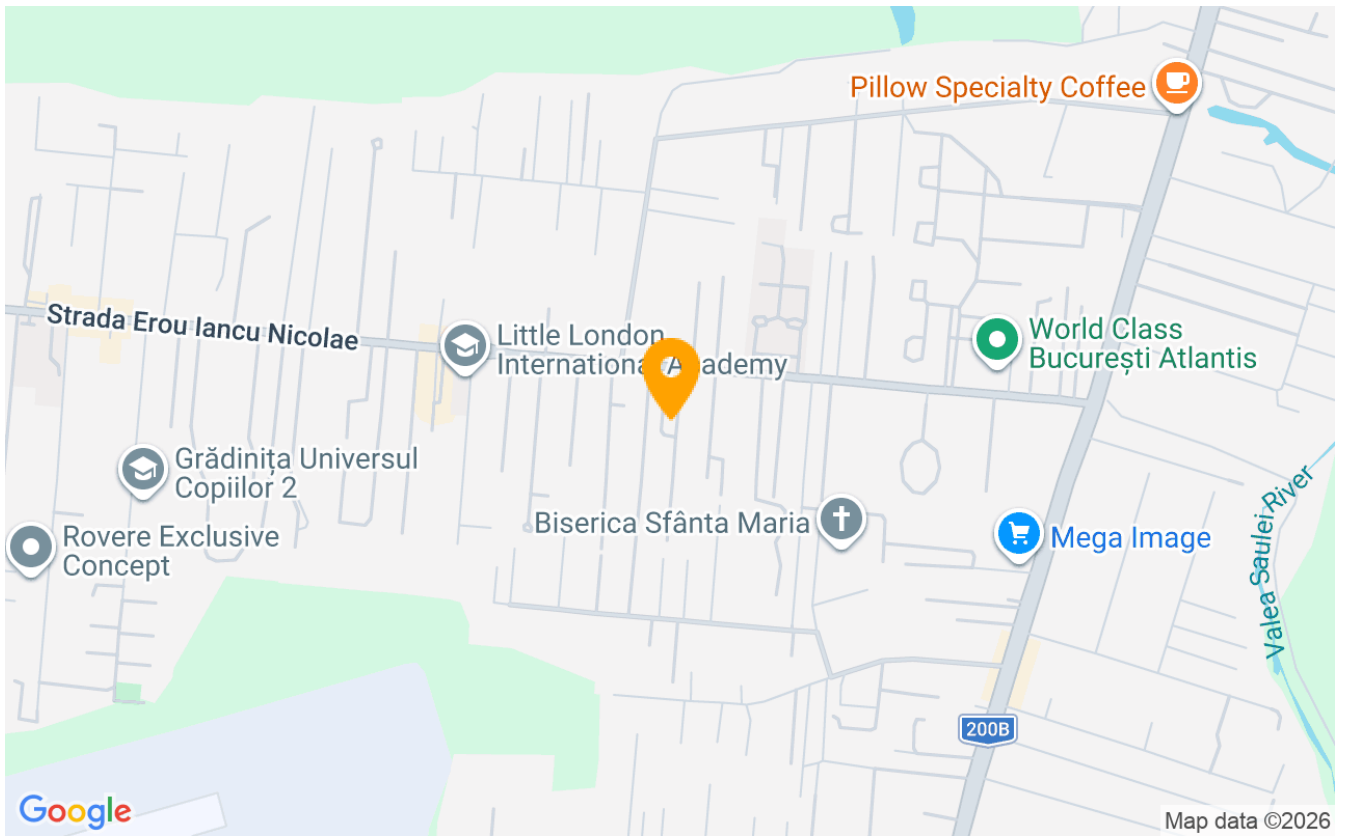 Pillow Specialty Coffee
Strada Erou Iancu Nicolae
Little London
International Academy
World Class
București Atlantis
Grădinița Universul
Copiilor 2
Rovere Exclusive
Concept
Biserica Sfânta Maria
Mega Image
Valea Saulei River
200B
Google
Map data ©2026